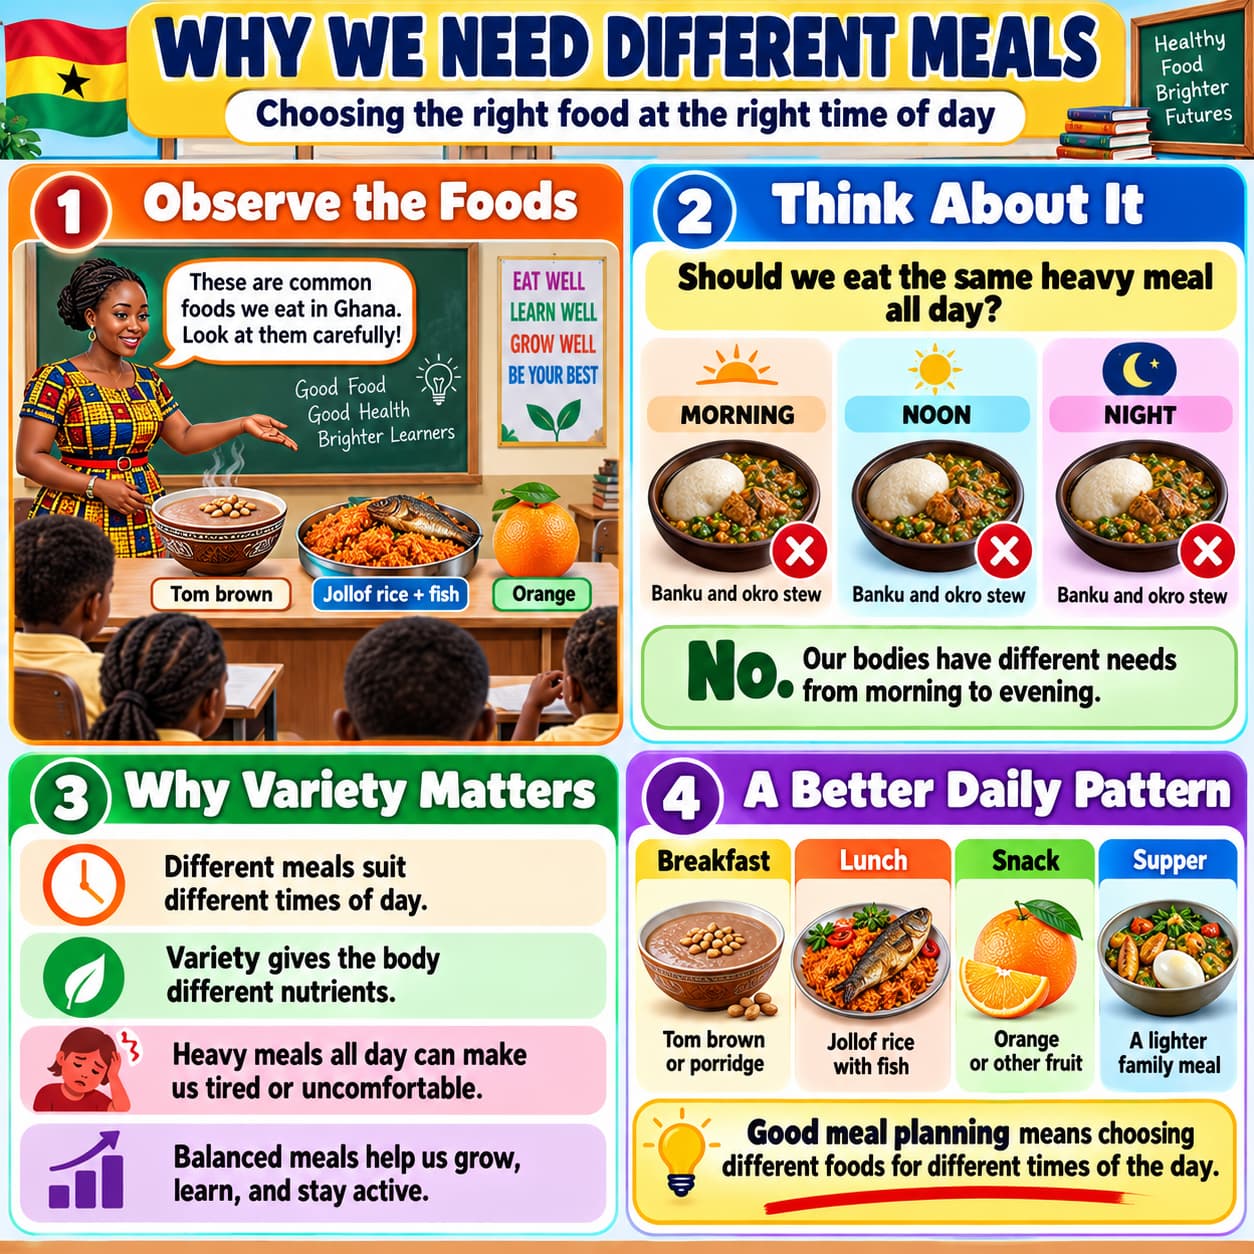 WHY WE NEED DIFFERENT MEALS
Choosing the right food at the right time of day
Healthy
Food
Brighter
Futures
1
Observe the Foods
These are common
foods we eat in Ghana.
Look at them carefully!
Good Food
Good Health
Brighter Learners
EAT WELL
LEARN WELL
GROW WELL
BE YOUR BEST
Tom brown
Jollof rice + fish
Orange
2
Think About It
Should we eat the same heavy meal
all day?
MORNING
NOON
NIGHT
Banku and okro stew
Banku and okro stew
Banku and okro stew
No. Our bodies have different needs
from morning to evening.
3
Why Variety Matters
Different meals suit
different times of day.
Variety gives the body
different nutrients.
Heavy meals all day can make
us tired or uncomfortable.
Balanced meals help us grow,
learn, and stay active.
4
A Better Daily Pattern
Breakfast
Lunch
Snack
Supper
Tom brown
or porridge
Jollof rice
with fish
Orange
or other fruit
A lighter
family meal
Good meal planning means choosing
different foods for different times of the day.